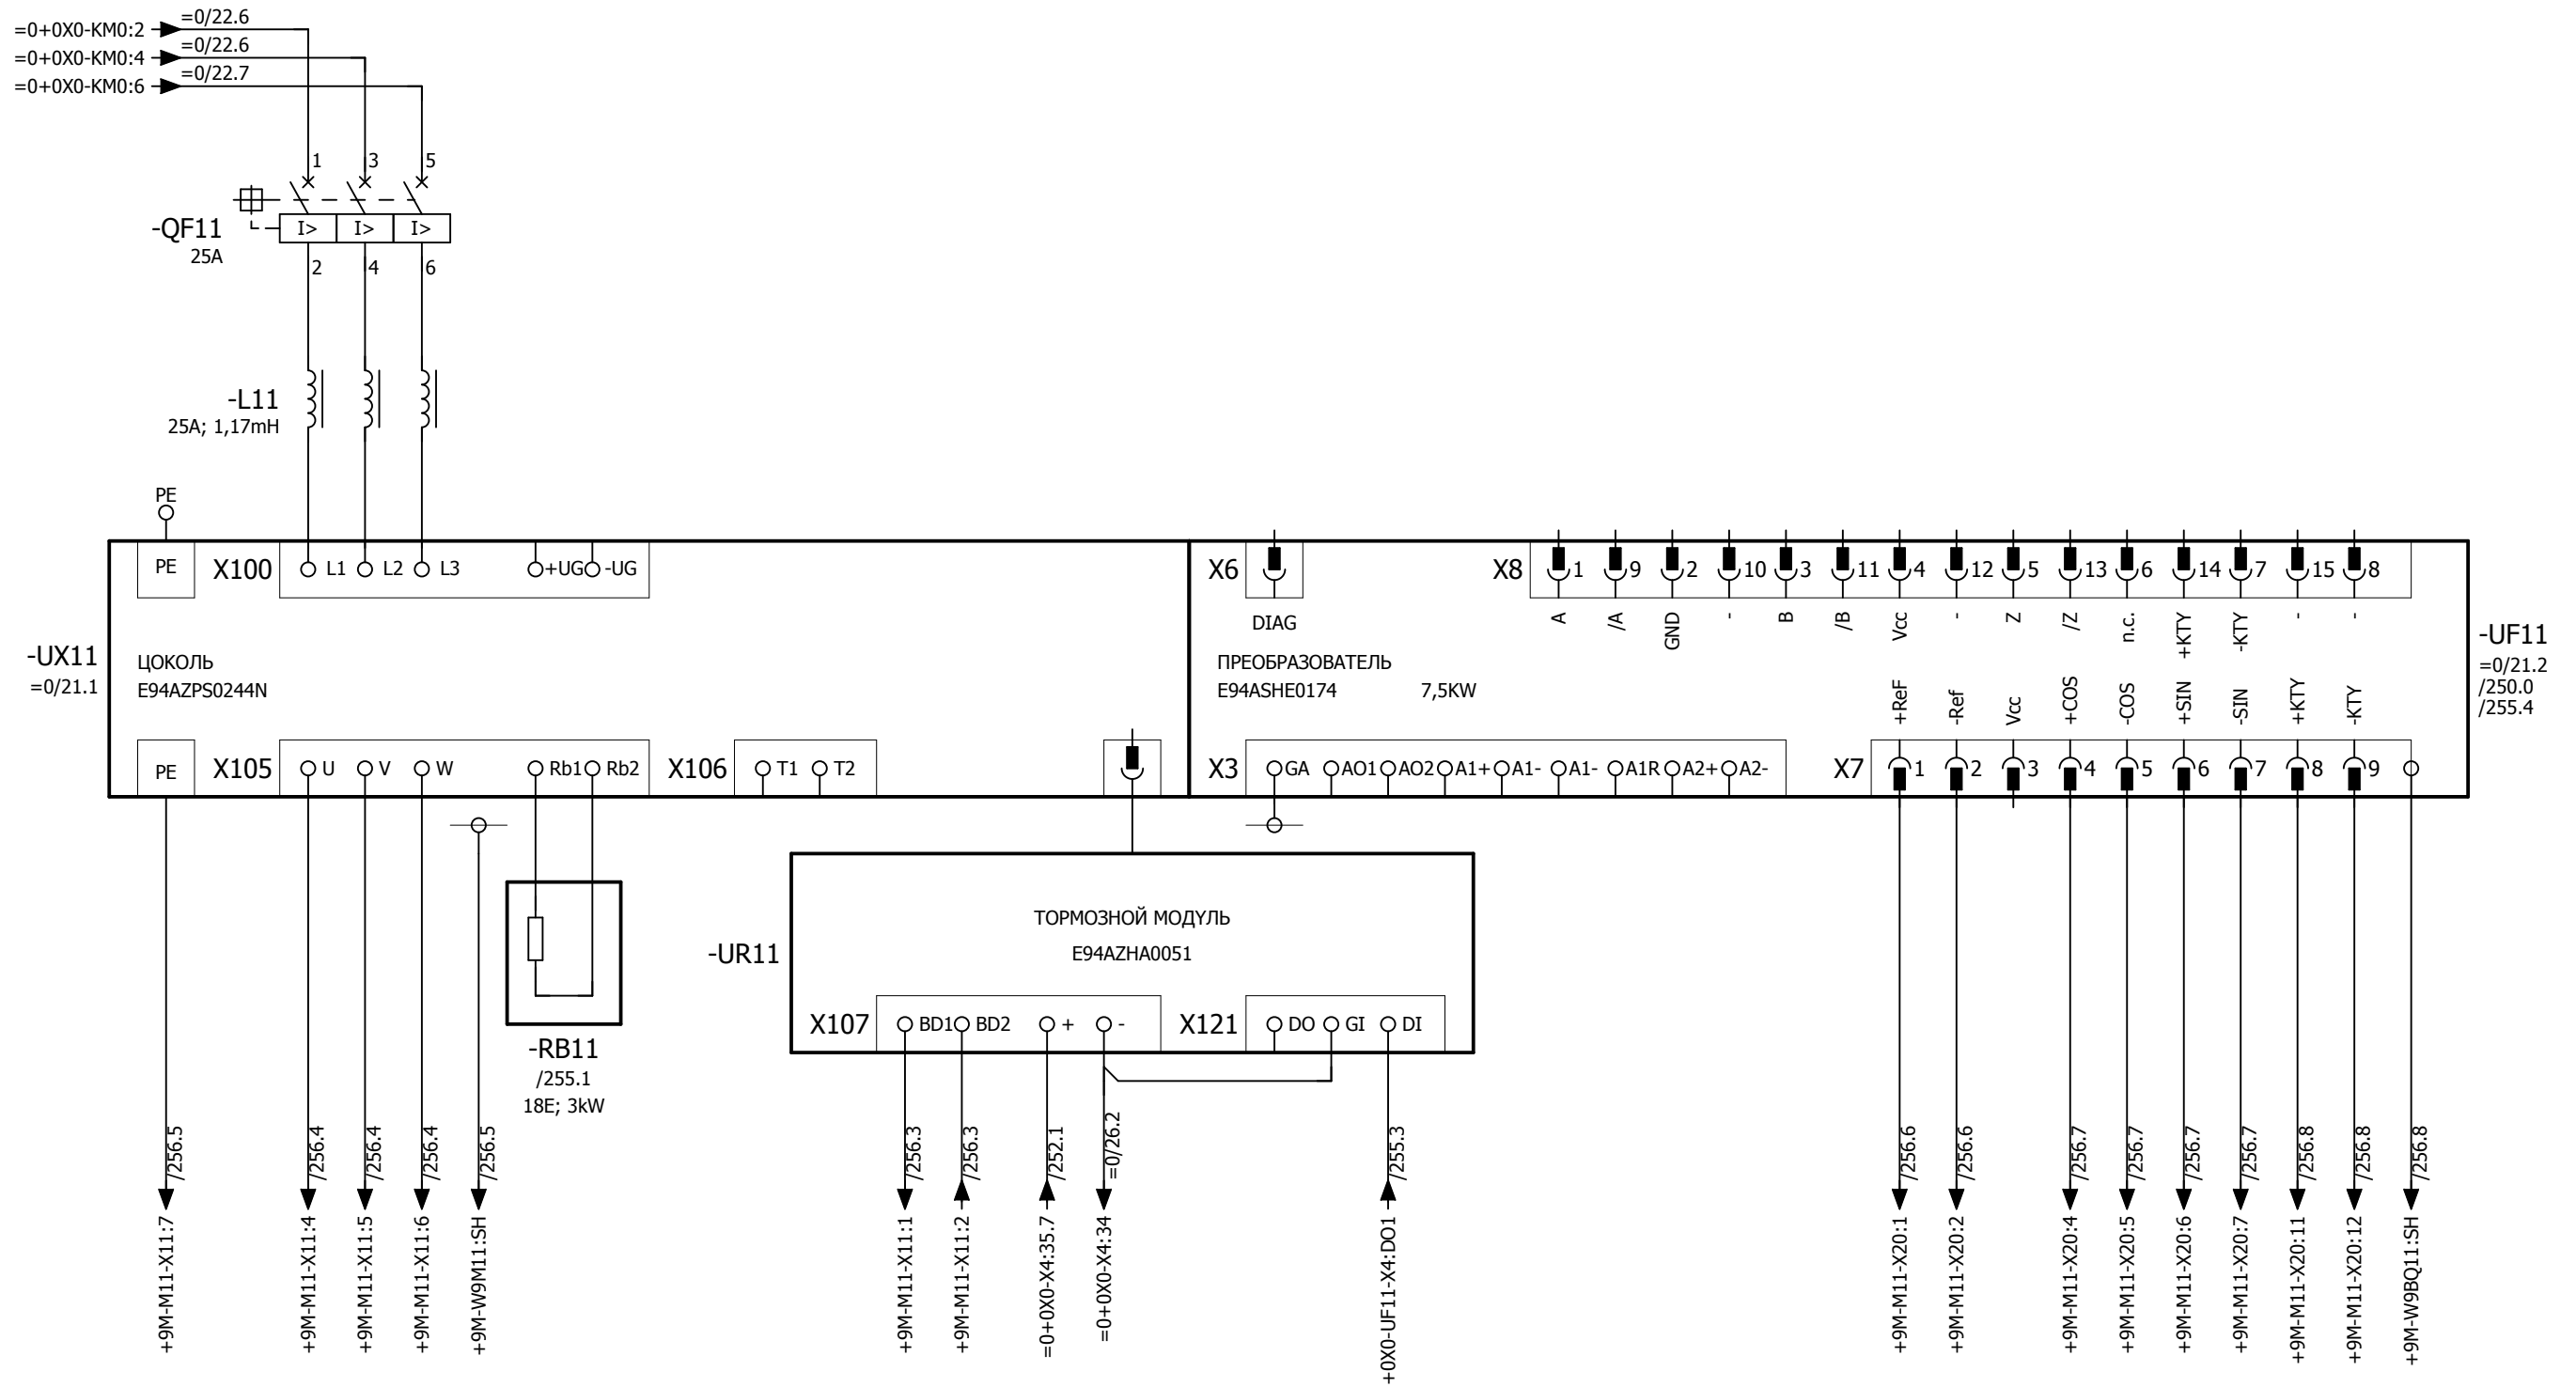 =0+0X0-KM0:2 =0/22.6
=0+0X0-KM0:4 =0/22.6
=0+0X0-KM0:6 =0/22.7
1 3 5
-QF11 I> I> I>
25A
2 4 6
-L11
25A; 1,17mH
PE
PE X100 L1 L2 L3 +UG -UG X6 X8 1 9 2 10 3 11 4 12 5 13 6 14 7 15 8
DIAG A /A GND - B /B Vcc - Z /Z n.c. +KTY -KTY - -
-UX11
=0/21.1
ЦОКОЛЬ
E94AZPS0244N
ПРЕОБРАЗОВАТЕЛЬ
E94ASHE0174 7,5KW
-UF11
=0/21.2
/250.0
/255.4
+ReF -Ref Vcc +COS -COS +SIN -SIN +KTY -KTY
PE X105 U V W Rb1 Rb2 X106 T1 T2 X3 GA AO1 AO2 A1+ A1- A1- A1R A2+ A2- X7 1 2 3 4 5 6 7 8 9
ТОРМОЗНОЙ МОДУЛЬ
-UR11
E94AZHA0051
X107 BD1 BD2 + - X121 DO GI DI
-RB11
/255.1
18E; 3kW
/256.5 /256.4 /256.4 /256.4 /256.5 /256.3 /256.3 /252.1 =0/26.2 /255.3 /256.6 /256.6 /256.7 /256.7 /256.7 /256.7 /256.8 /256.8 /256.8
+9M-M11-X11:7
+9M-M11-X11:4
+9M-M11-X11:5
+9M-M11-X11:6
+9M-W9M11:SH
+9M-M11-X11:1
+9M-M11-X11:2
=0+0X0-X4:35.7
=0+0X0-X4:34
+0X0-UF11-X4:DO1
+9M-M11-X20:1
+9M-M11-X20:2
+9M-M11-X20:4
+9M-M11-X20:5
+9M-M11-X20:6
+9M-M11-X20:7
+9M-M11-X20:11
+9M-M11-X20:12
+9M-W9BQ11:SH